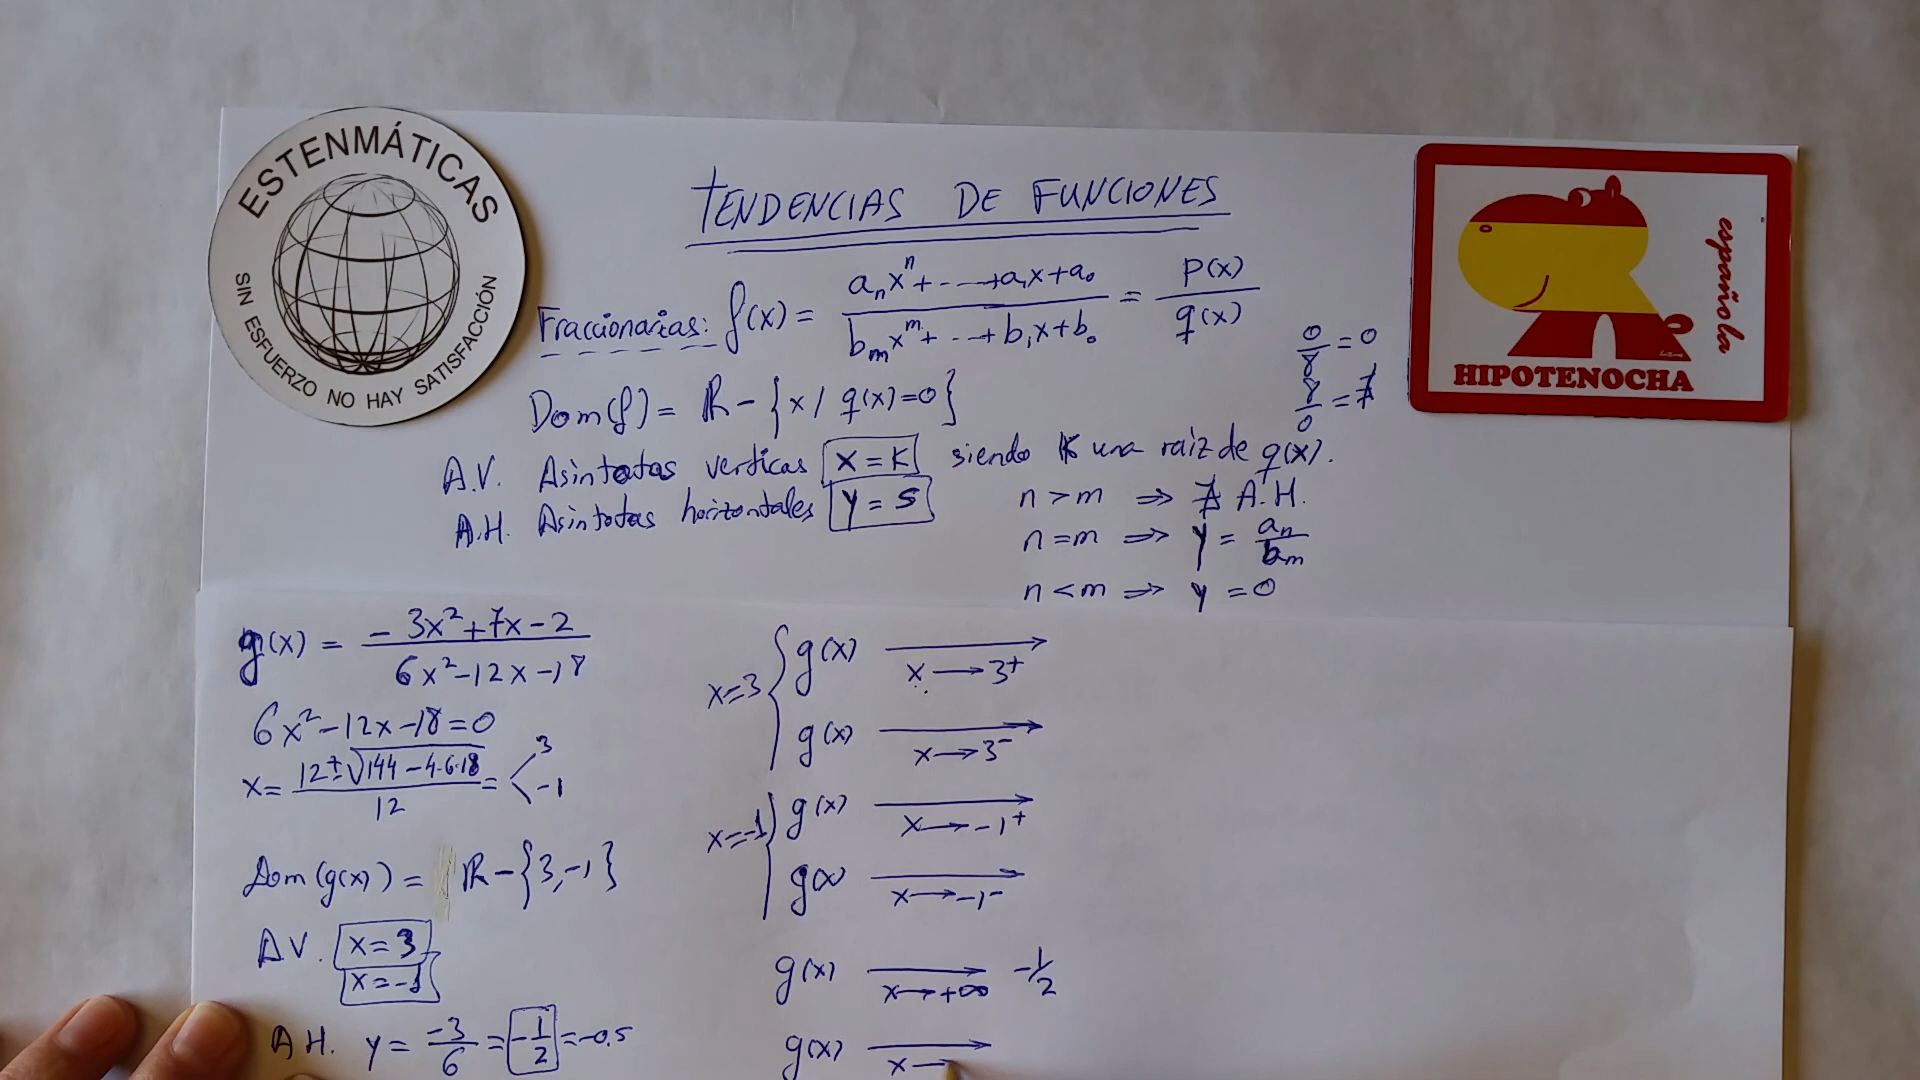 ESTENMÁTICAS
SIN ESFUERZO NO HAY SATISFACCIÓN
TENDENCIAS DE FUNCIONES
española
HIPOTENOCHA
Fraccionarias: f(x) = (aₙxⁿ+---+a₁x+a₀)/(bₘxᵐ+--+b₁x+b₀) = P(x)/q(x)
0/8 = 0
8/0 = ∄
Dom(f) = ℝ - {x/ q(x)=0}
A.V. Asintotas verticas x = K siendo K una raiz de q(x).
A.H. Asintotas horizontales y = s
n > m ⇒ ∄ A.H.
n = m ⇒ y = aₙ/bₘ
n < m ⇒ y = 0
g(x) = (-3x²+7x-2)/(6x²-12x-18)
6x²-12x-18=0
x = (12±√(144-4·6·18))/12 = < 3 -1
Dom(g(x)) = ℝ-{3,-1}
A.V. x=3
x=-1
A.H. y = -3/6 = -1/2 = -0.5
x=3 { g(x) → x→3⁺
g(x) → x→3⁻
x=-1 { g(x) → x→-1⁺
g(x) → x→-1⁻
g(x) → x→+∞ -1/2
g(x) → x→